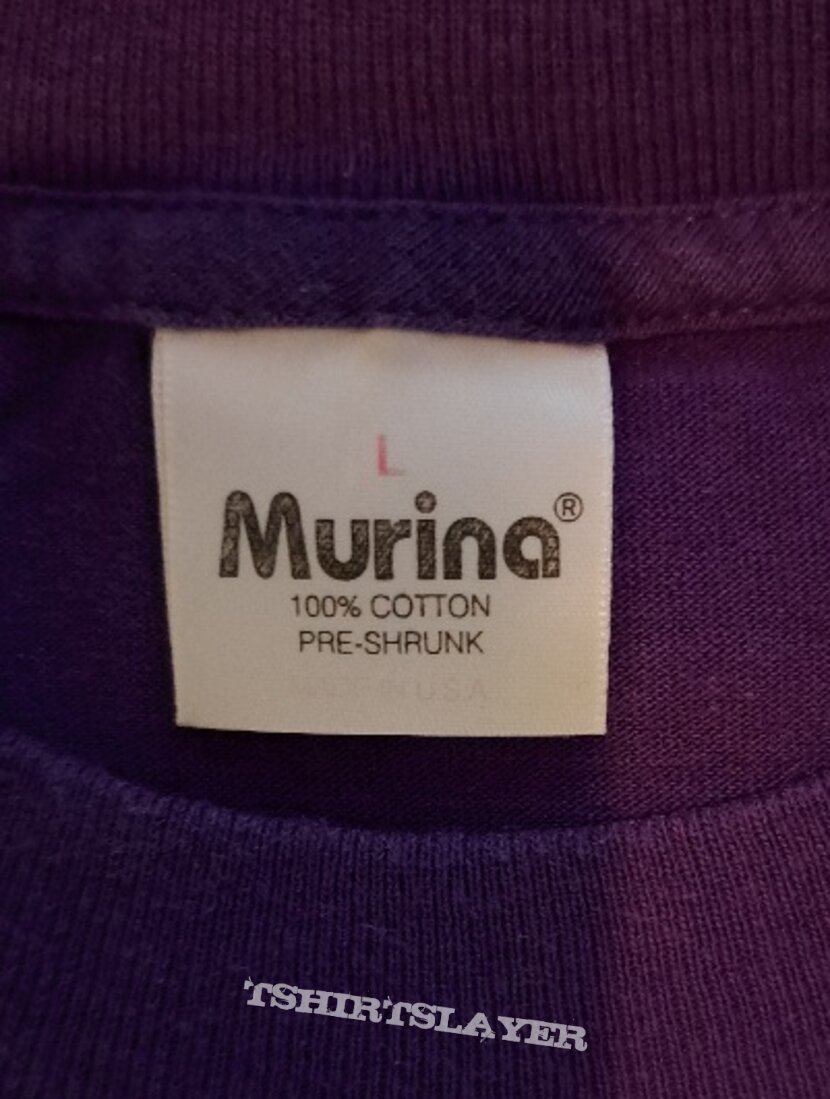 L
Murina®
100% COTTON
PRE-SHRUNK
MADE IN U.S.A
TSHIRTSLAYER